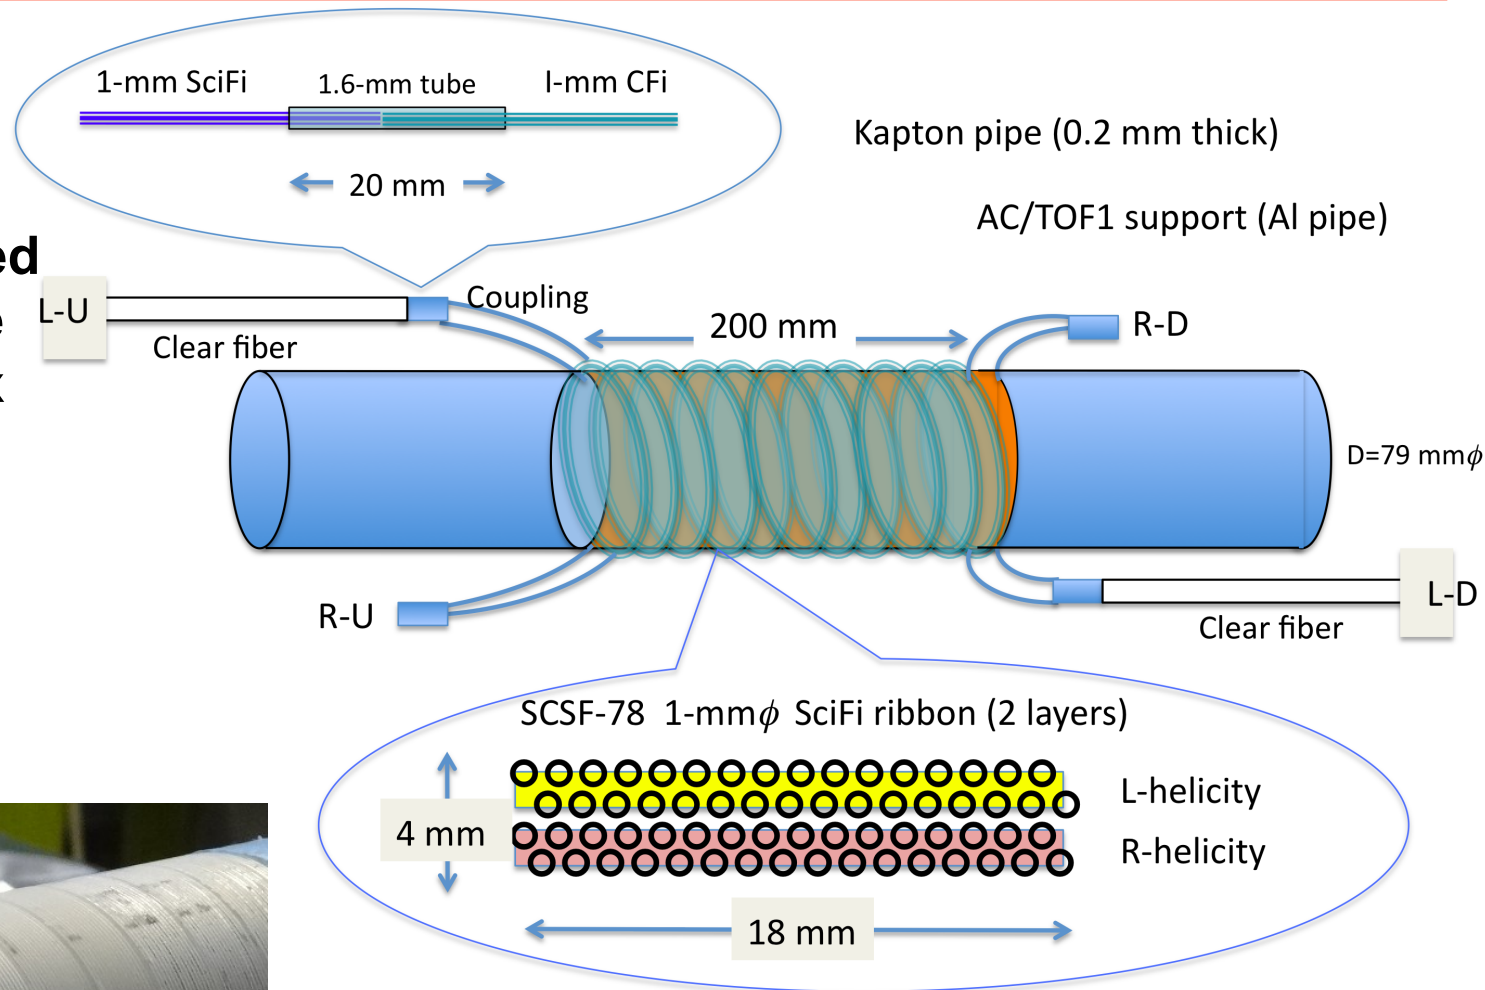 1-mm SciFi
1.6-mm tube
I-mm CFi
20 mm
Kapton pipe (0.2 mm thick)
AC/TOF1 support (Al pipe)
ed
L-U
Coupling
Clear fiber
200 mm
R-D
D=79 mmϕ
R-U
L-D
Clear fiber
SCSF-78 1-mmϕ SciFi ribbon (2 layers)
4 mm
L-helicity
R-helicity
18 mm